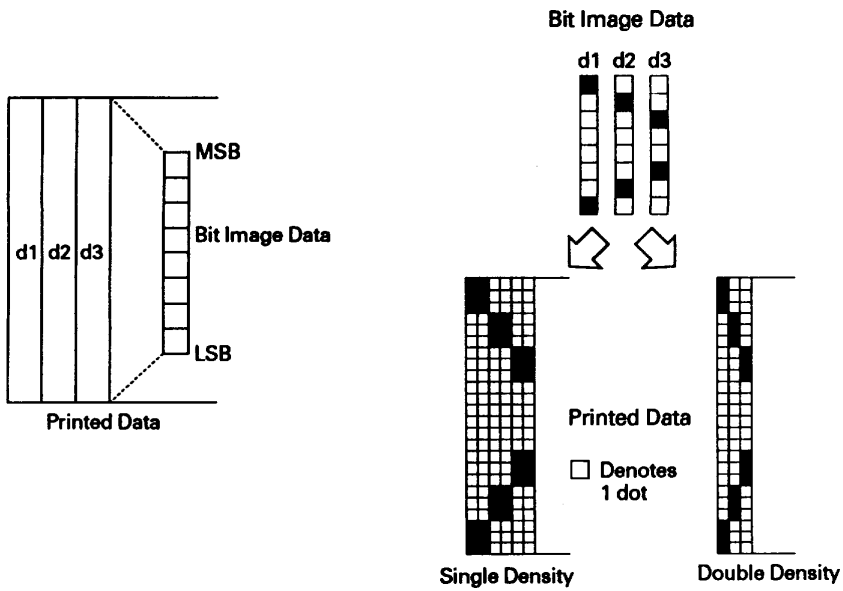 Bit Image Data
d1 d2 d3
MSB
Bit Image Data
d1 d2 d3
LSB
Printed Data
Printed Data
Denotes
1 dot
Single Density
Double Density